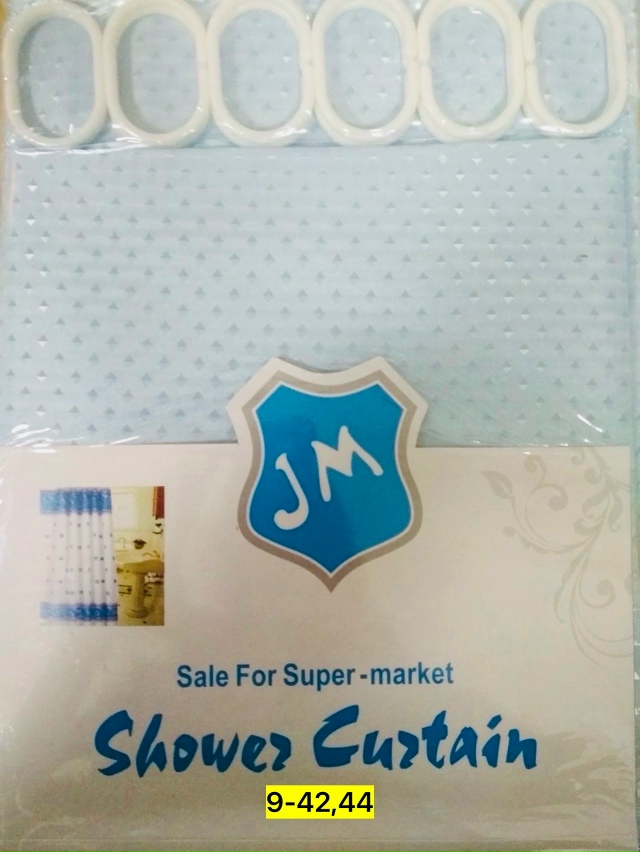 JM
Sale For Super-market
Shower Curtain
9-42,44